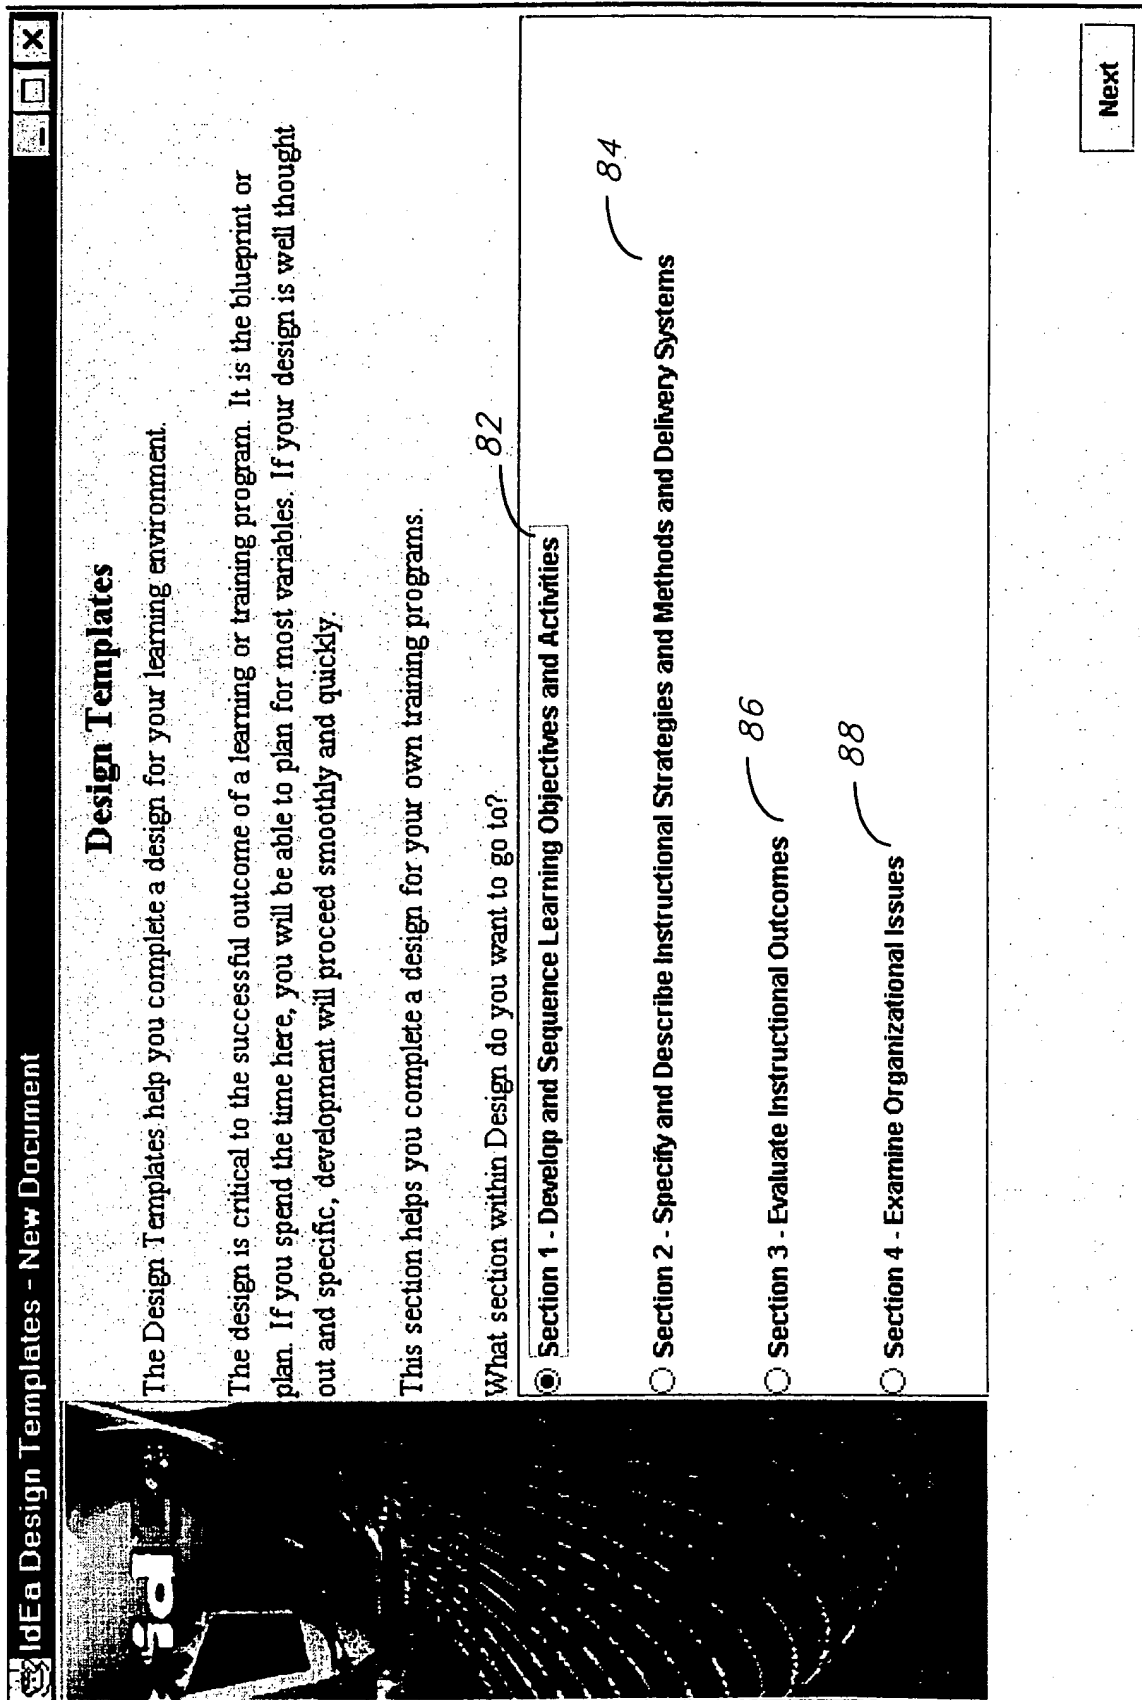 IdEa Design Templates - New Document
Design Templates
The Design Templates help you complete a design for your learning environment.
The design is critical to the successful outcome of a learning or training program. It is the blueprint or
plan. If you spend the time here, you will be able to plan for most variables. If your design is well thought
out and specific, development will proceed smoothly and quickly.
This section helps you complete a design for your own training programs.
What section within Design do you want to go to?
82
Section 1 - Develop and Sequence Learning Objectives and Activities
84
Section 2 - Specify and Describe Instructional Strategies and Methods and Delivery Systems
86
Section 3 - Evaluate Instructional Outcomes
88
Section 4 - Examine Organizational Issues
Next